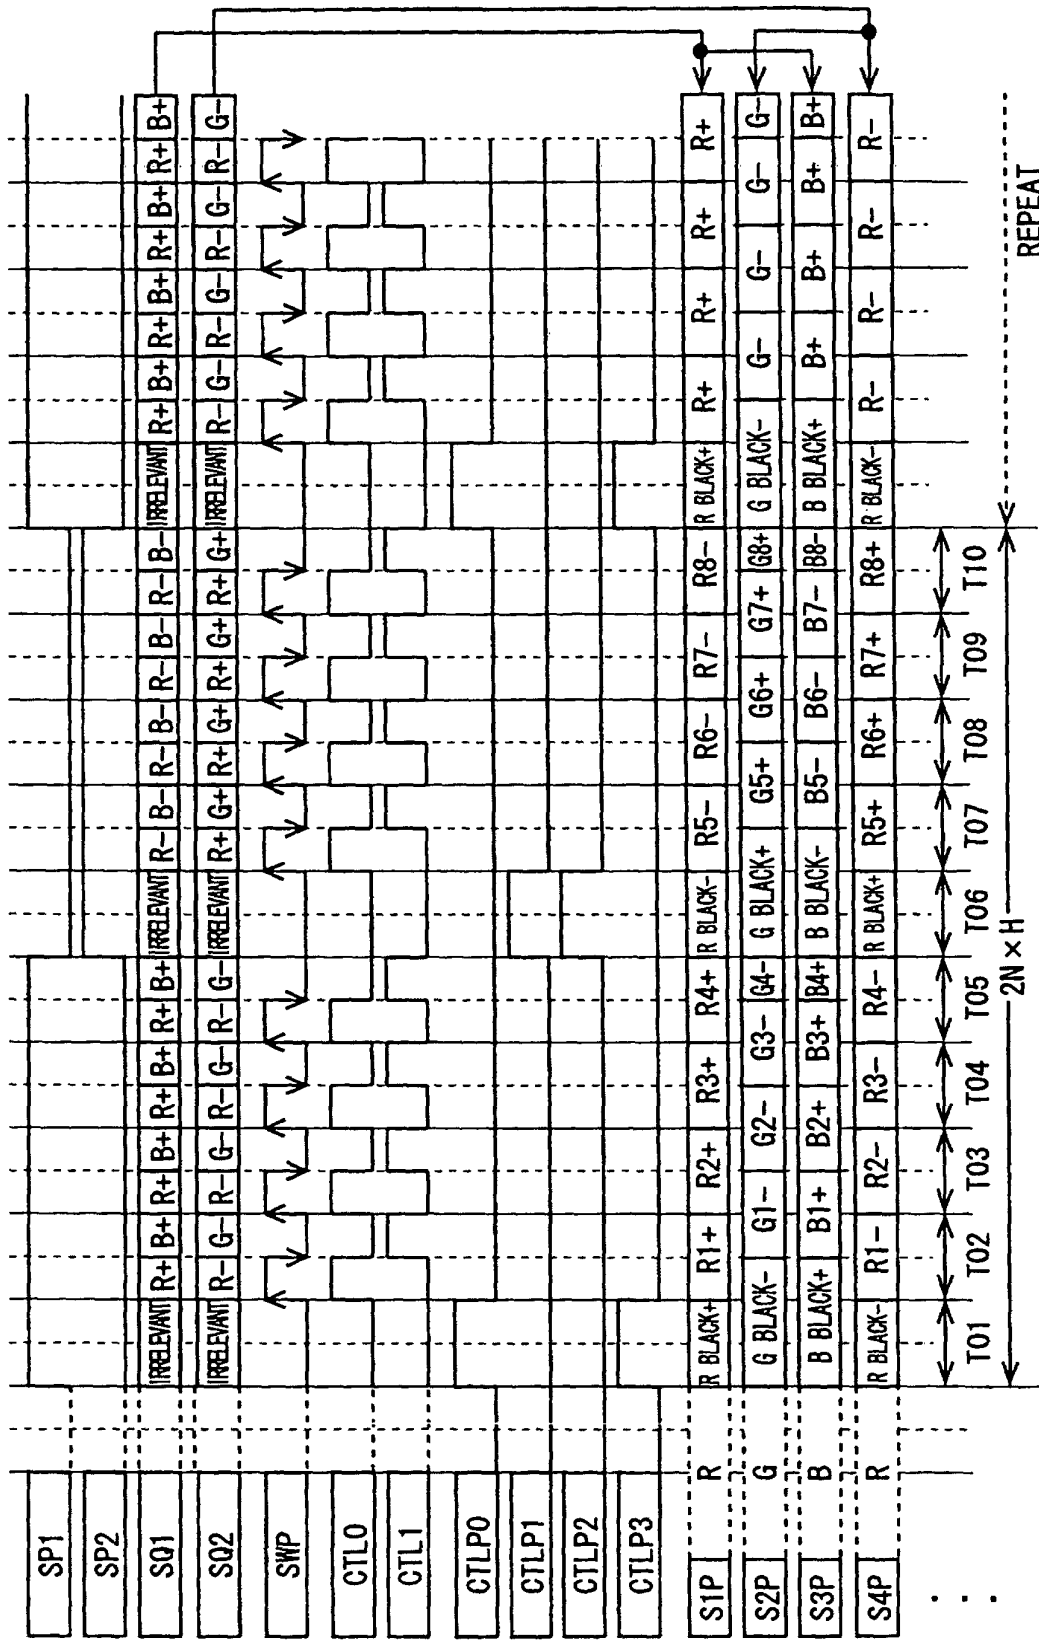 SP1
SP2
SQ1 IRRELEVANT R+ B+ R+ B+ R+ B+ R+ B+ IRRELEVANT R- B- R- B- R- B- R- B- IRRELEVANT R+ B+ R+ B+ R+ B+ R+ B+
SQ2 IRRELEVANT R- G- R- G- R- G- R- G- IRRELEVANT R+ G+ R+ G+ R+ G+ R+ G+ IRRELEVANT R- G- R- G- R- G- R- G-
SWP
CTL0
CTL1
CTLP0
CTLP1
CTLP2
CTLP3
S1P R R BLACK+ R1+ R2+ R3+ R4+ R BLACK- R5- R6- R7- R8- R BLACK+ R+ R+ R+ R+
S2P G G BLACK- G1- G2- G3- G4- G BLACK+ G5+ G6+ G7+ G8+ G BLACK- G- G- G- G-
S3P B B BLACK+ B1+ B2+ B3+ B4+ B BLACK- B5- B6- B7- B8- B BLACK+ B+ B+ B+ B+
S4P R R BLACK- R1- R2- R3- R4- R BLACK+ R5+ R6+ R7+ R8+ R BLACK- R- R- R- R-
. . .
T01 T02 T03 T04 T05 T06 T07 T08 T09 T10
2N×H
REPEAT